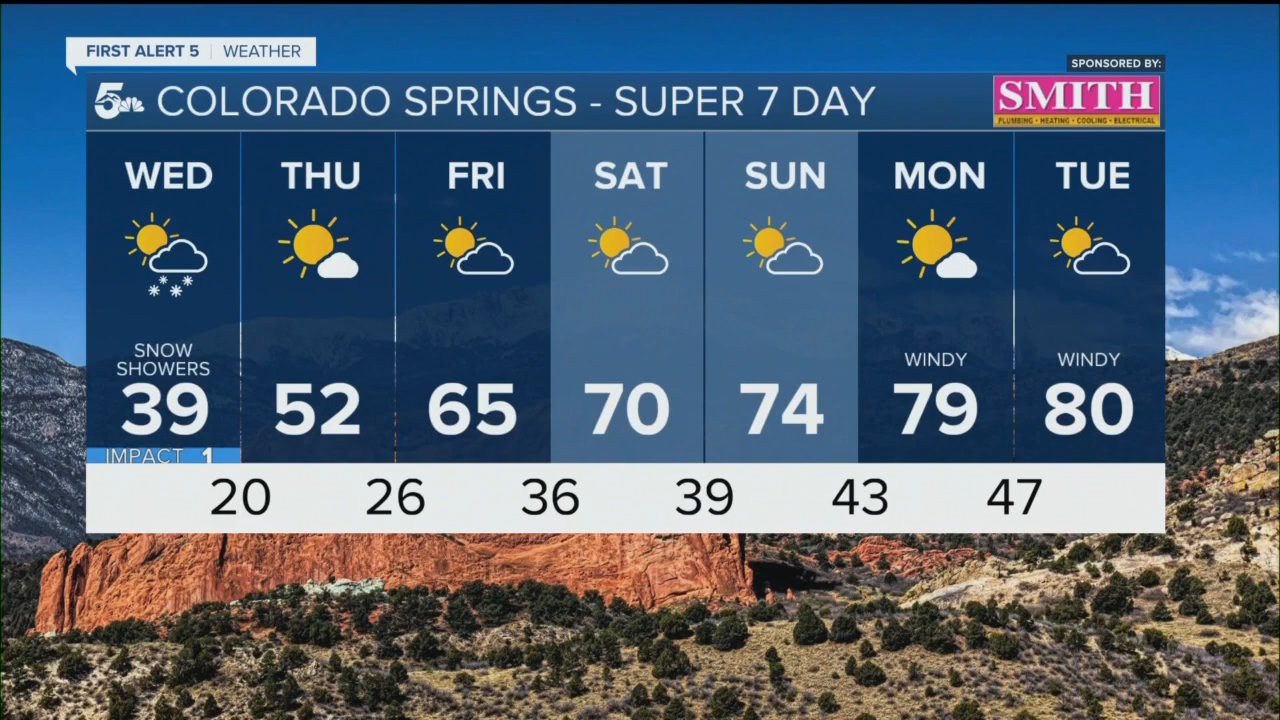 FIRST ALERT 5 | WEATHER
SPONSORED BY:
5 COLORADO SPRINGS - SUPER 7 DAY
SMITH
PLUMBING • HEATING • COOLING • ELECTRICAL
WED THU FRI SAT SUN MON TUE
SNOW
SHOWERS
WINDY WINDY
39 52 65 70 74 79 80
IMPACT 1
20 26 36 39 43 47